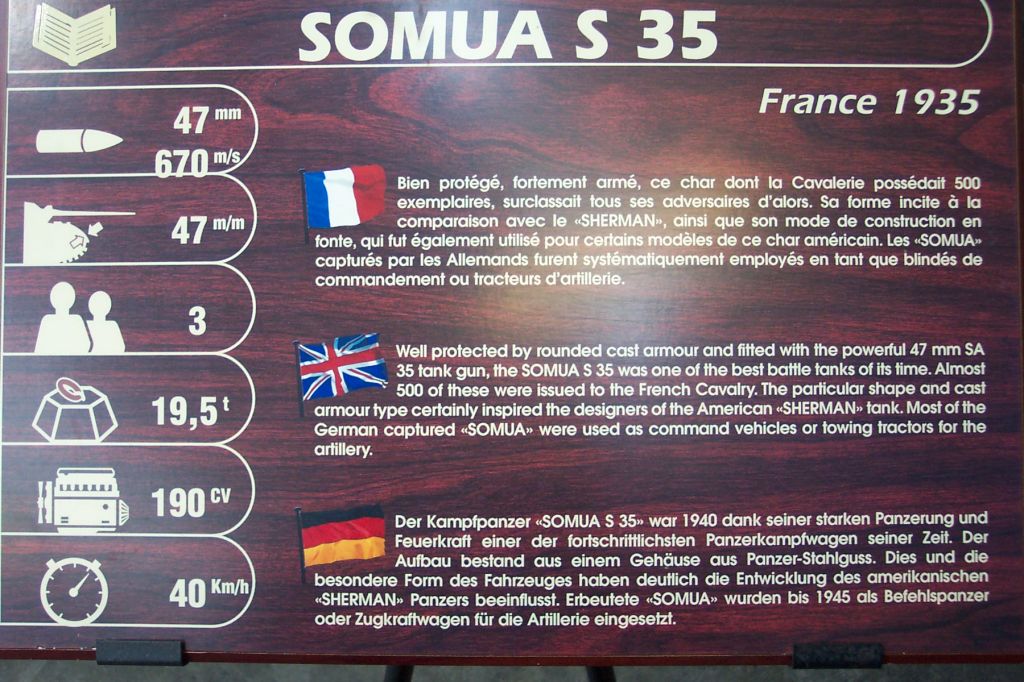 SOMUA S 35
France 1935
47 mm
670 m/s
47 m/m
3
19,5 t
190 CV
40 Km/h
Bien protégé, fortement armé, ce char dont la Cavalerie possédait 500
exemplaires, surclassait tous ses adversaires d'alors. Sa forme incite à la
comparaison avec le «SHERMAN», ainsi que son mode de construction en
fonte, qui fut également utilisé pour certains modèles de ce char américain. Les «SOMUA»
capturés par les Allemands furent systématiquement employés en tant que blindés de
commandement ou tracteurs d'artillerie.
Well protected by rounded cast armour and fitted with the powerful 47 mm SA
35 tank gun, the SOMUA S 35 was one of the best battle tanks of its time. Almost
500 of these were issued to the French Cavalry. The particular shape and cast
armour type certainly inspired the designers of the American «SHERMAN» tank. Most of the
German captured «SOMUA» were used as command vehicles or towing tractors for the
artillery.
Der Kampfpanzer «SOMUA S 35» war 1940 dank seiner starken Panzerung und
Feuerkraft einer der fortschrittlichsten Panzerkampfwagen seiner Zeit. Der
Aufbau bestand aus einem Gehäuse aus Panzer-Stahlguss. Dies und die
besondere Form des Fahrzeuges haben deutlich die Entwicklung des amerikanischen
«SHERMAN» Panzers beeinflusst. Erbeutete «SOMUA» wurden bis 1945 als Befehlspanzer
oder Zugkraftwagen für die Artillerie eingesetzt.